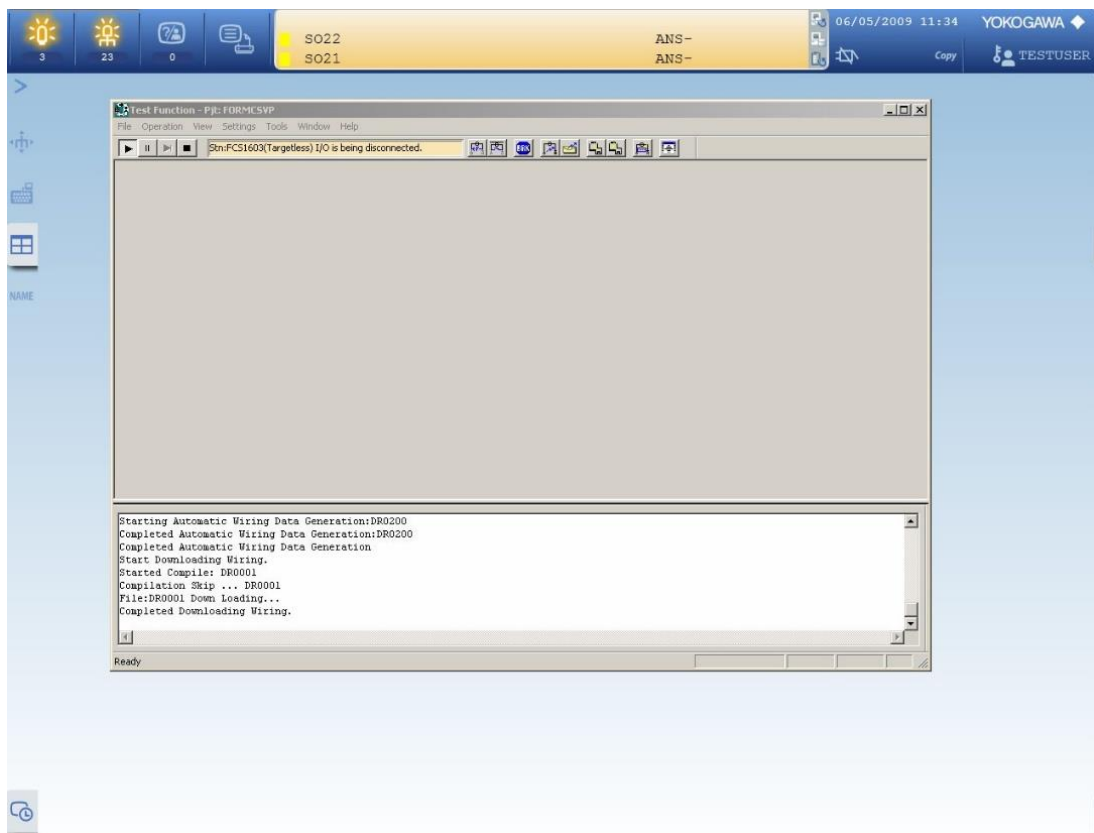 06/05/2009 11:34 YOKOGAWA
SO22 ANS-
SO21 ANS-
3 23 0
Copy TESTUSER
Test Function - Pjt: FORMCSVP
File Operation View Settings Tools Window Help
Stn:FCS1603(Targetless) I/O is being disconnected.
NAME
Starting Automatic Wiring Data Generation:DR0200
Completed Automatic Wiring Data Generation:DR0200
Completed Automatic Wiring Data Generation
Start Downloading Wiring.
Started Compile: DR0001
Compilation Skip ... DR0001
File:DR0001 Down Loading...
Completed Downloading Wiring.
Ready